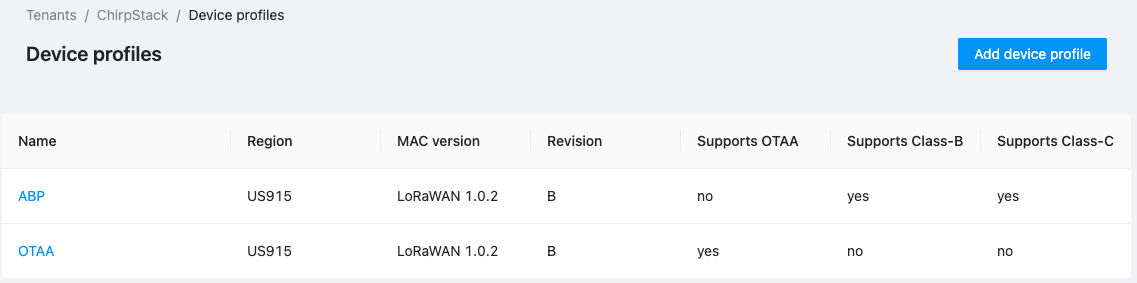 Tenants / ChirpStack / Device profiles
Device profiles
Add device profile
Name Region MAC version Revision Supports OTAA Supports Class-B Supports Class-C
ABP US915 LoRaWAN 1.0.2 B no yes yes
OTAA US915 LoRaWAN 1.0.2 B yes no no